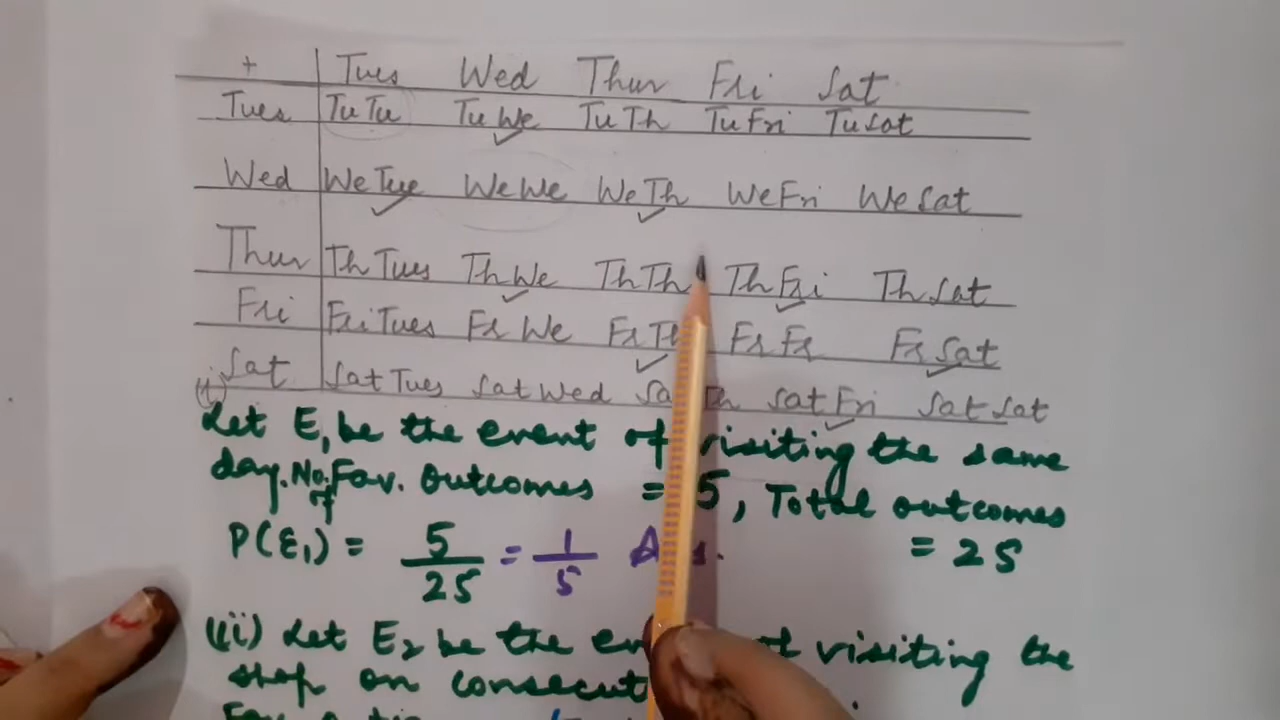 + Tues Wed Thur Fri Sat
Tues TuTu TuWe TuTh TuFri TuSat
Wed WeTue WeWe WeTh WeFri WeSat
Thur ThTues ThWe ThTh ThFri ThSat
Fri FriTues FrWe FrTh FrFr FrSat
Sat SatTues SatWed Sa Th SatFri SatSat
(i)
Let E1 be the event of visiting the same
day. No. of Fav. outcomes = 5, Total outcomes
P(E1) = 5/25 = 1/5 = 25
(ii) Let E2 be the of visiting the
shop on